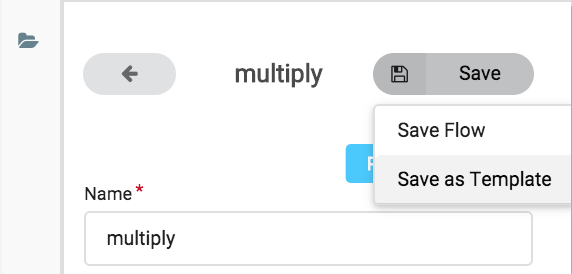 multiply
Save
Save Flow
Save as Template
Name *
multiply